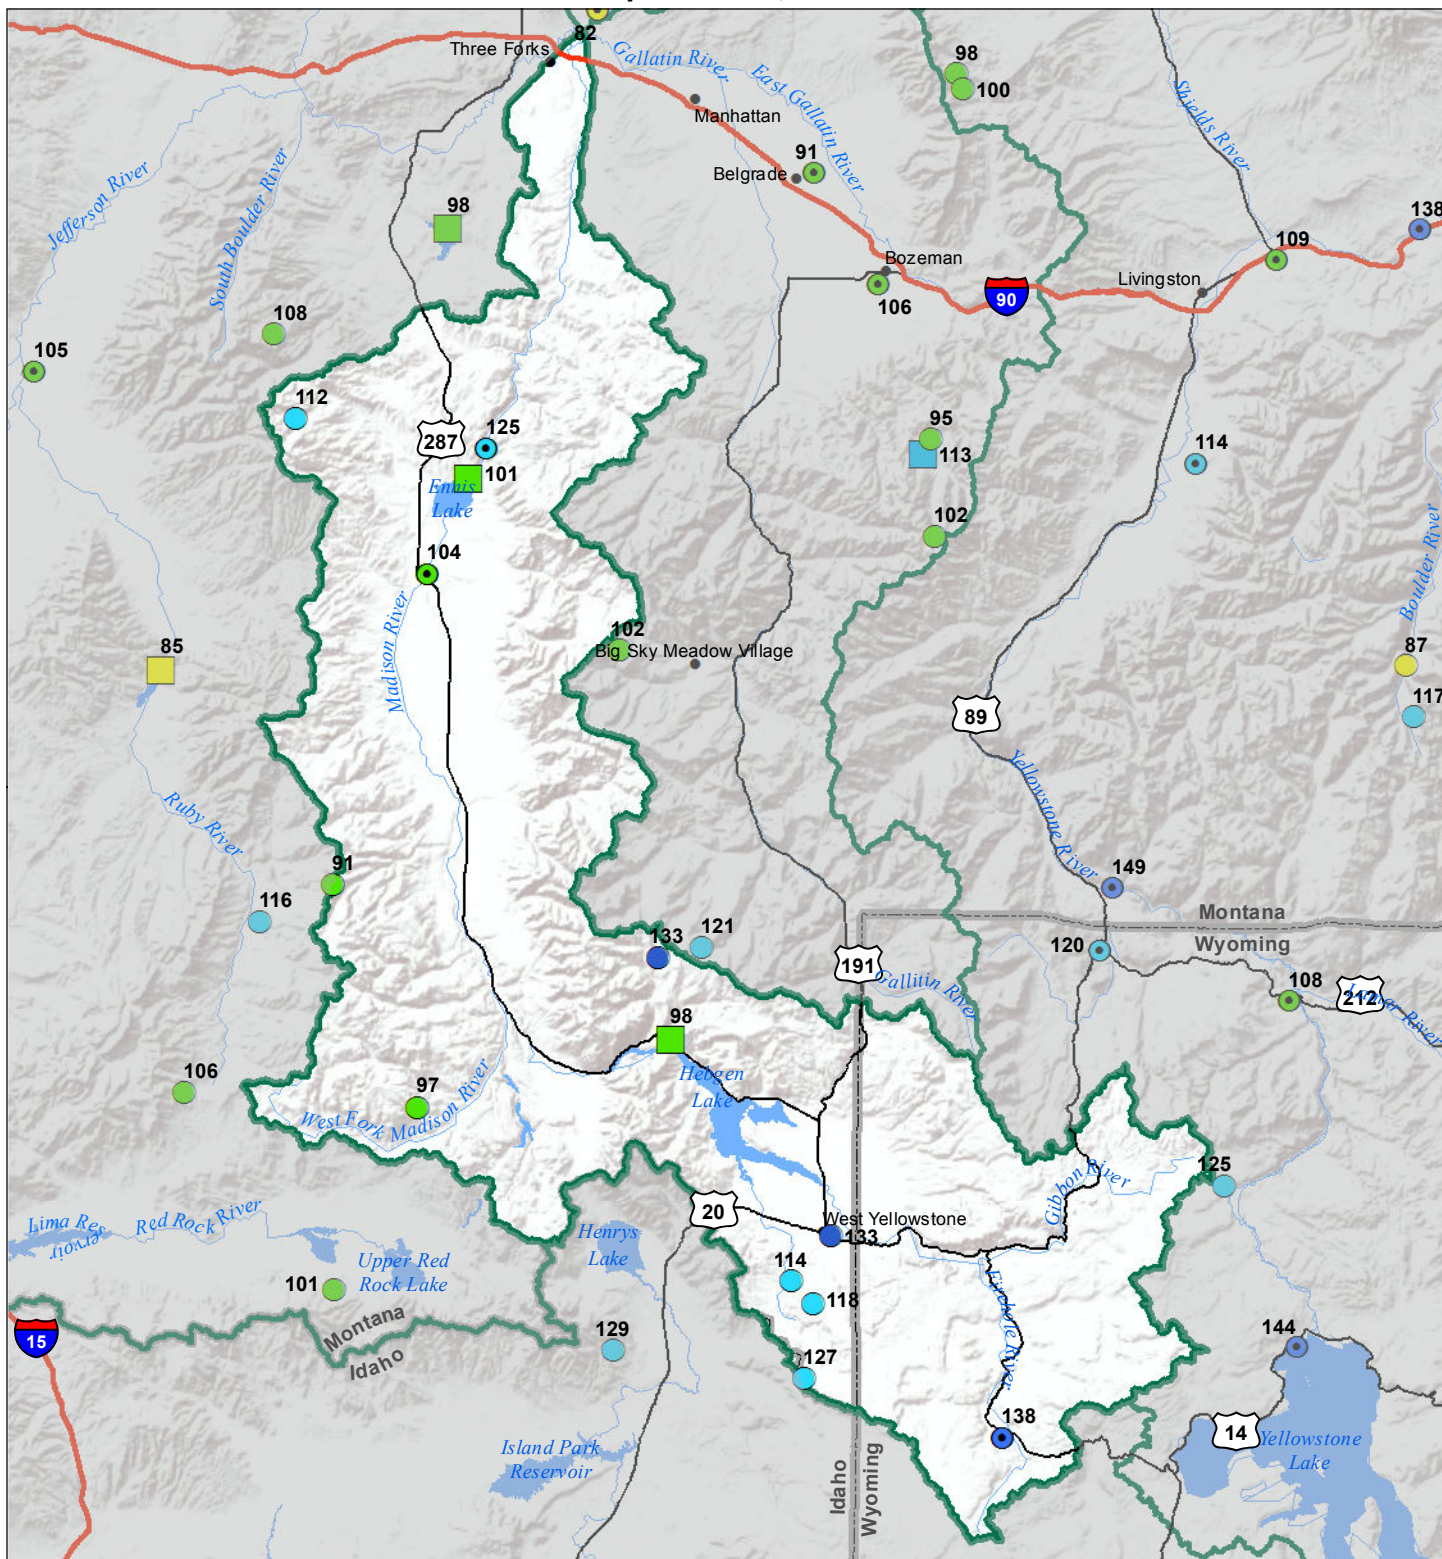 82
Three Forks
Gallatin River
98
100
East Gallatin River
Manhattan
Shields River
Jefferson River
South Boulder River
91
Belgrade
98
138
109
Bozeman
Livingston
106
90
108
105
112
287
125
101
Ennis
Lake
95
113
114
102
Boulder River
104
Madison River
102
Big Sky Meadow Village
85
87
117
89
Ruby River
Yellowstone River
91
116
149
133
121
Montana
Wyoming
120
191
Gallitin River
108
212
Lamar River
98
Hebgen
Lake
106
97
West Fork Madison River
Gibbon River
125
Lima Res
ervoir
Red Rock River
20
West Yellowstone
133
Henrys
Lake
Upper Red
Rock Lake
101
114
118
Firehole River
Montana
Idaho
15
129
127
144
138
14
Yellowstone
Lake
Island Park
Reservoir
Idaho
Wyoming